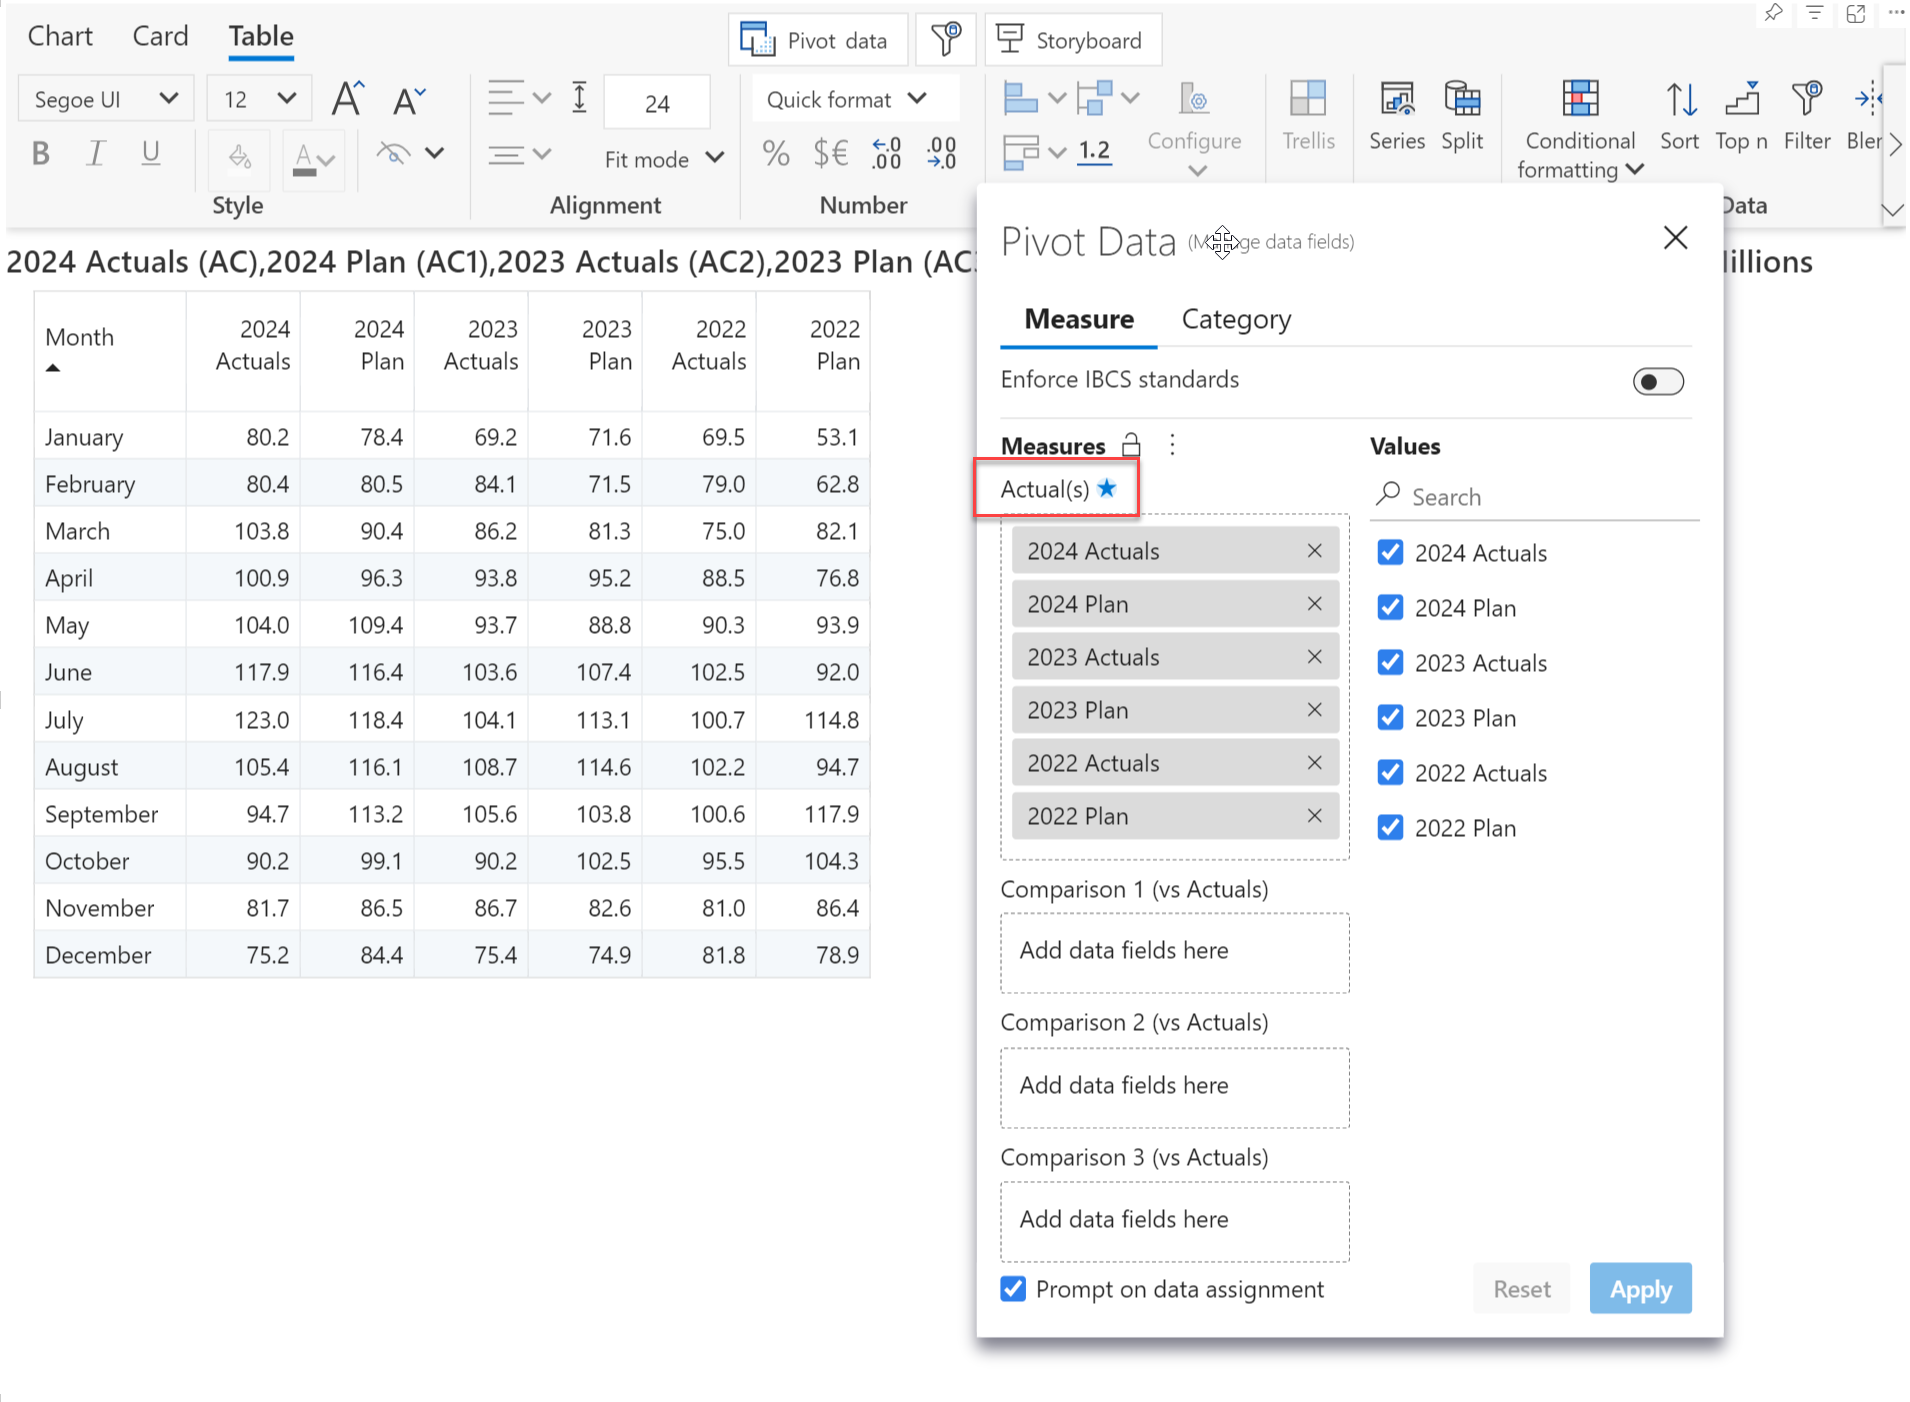 Chart Card Table Pivot data Storyboard
Segoe UI 12 A A 24 Quick format
B I U A Fit mode % $€ .0 .00 .00 .0 1.2 Configure Trellis Series Split Conditional formatting Sort Top n Filter Bler
Style Alignment Number Data
2024 Actuals (AC),2024 Plan (AC1),2023 Actuals (AC2),2023 Plan (AC3 illions
Month 2024 Actuals 2024 Plan 2023 Actuals 2023 Plan 2022 Actuals 2022 Plan
January 80.2 78.4 69.2 71.6 69.5 53.1
February 80.4 80.5 84.1 71.5 79.0 62.8
March 103.8 90.4 86.2 81.3 75.0 82.1
April 100.9 96.3 93.8 95.2 88.5 76.8
May 104.0 109.4 93.7 88.8 90.3 93.9
June 117.9 116.4 103.6 107.4 102.5 92.0
July 123.0 118.4 104.1 113.1 100.7 114.8
August 105.4 116.1 108.7 114.6 102.2 94.7
September 94.7 113.2 105.6 103.8 100.6 117.9
October 90.2 99.1 90.2 102.5 95.5 104.3
November 81.7 86.5 86.7 82.6 81.0 86.4
December 75.2 84.4 75.4 74.9 81.8 78.9
Pivot Data (Manage data fields)
Measure Category
Enforce IBCS standards
Measures
Actual(s)
2024 Actuals
2024 Plan
2023 Actuals
2023 Plan
2022 Actuals
2022 Plan
Comparison 1 (vs Actuals)
Add data fields here
Comparison 2 (vs Actuals)
Add data fields here
Comparison 3 (vs Actuals)
Add data fields here
Values
Search
2024 Actuals
2024 Plan
2023 Actuals
2023 Plan
2022 Actuals
2022 Plan
Prompt on data assignment
Reset Apply